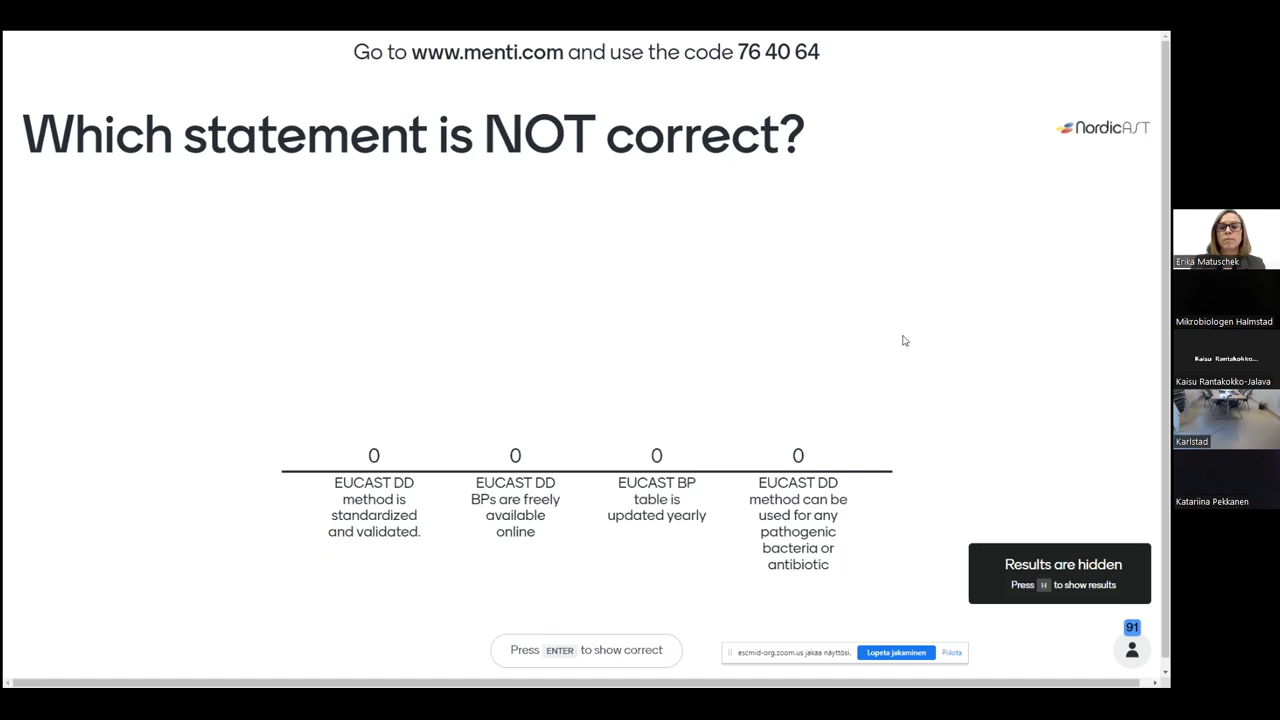 Go to www.menti.com and use the code 76 40 64
Which statement is NOT correct?
NordicAST
Erika Matuschek
Mikrobiologen Halmstad
Kaisu Rantakokko...
Kaisu Rantakokko-Jalava
Karlstad
Katariina Pekkanen
0
0
0
0
EUCAST DD
method is
standardized
and validated.
EUCAST DD
BPs are freely
available
online
EUCAST BP
table is
updated yearly
EUCAST DD
method can be
used for any
pathogenic
bacteria or
antibiotic
Results are hidden
Press H to show results
91
Press ENTER to show correct
escmid-org.zoom.us jakaa näyttösi.
Lopeta jakaminen
Piilota